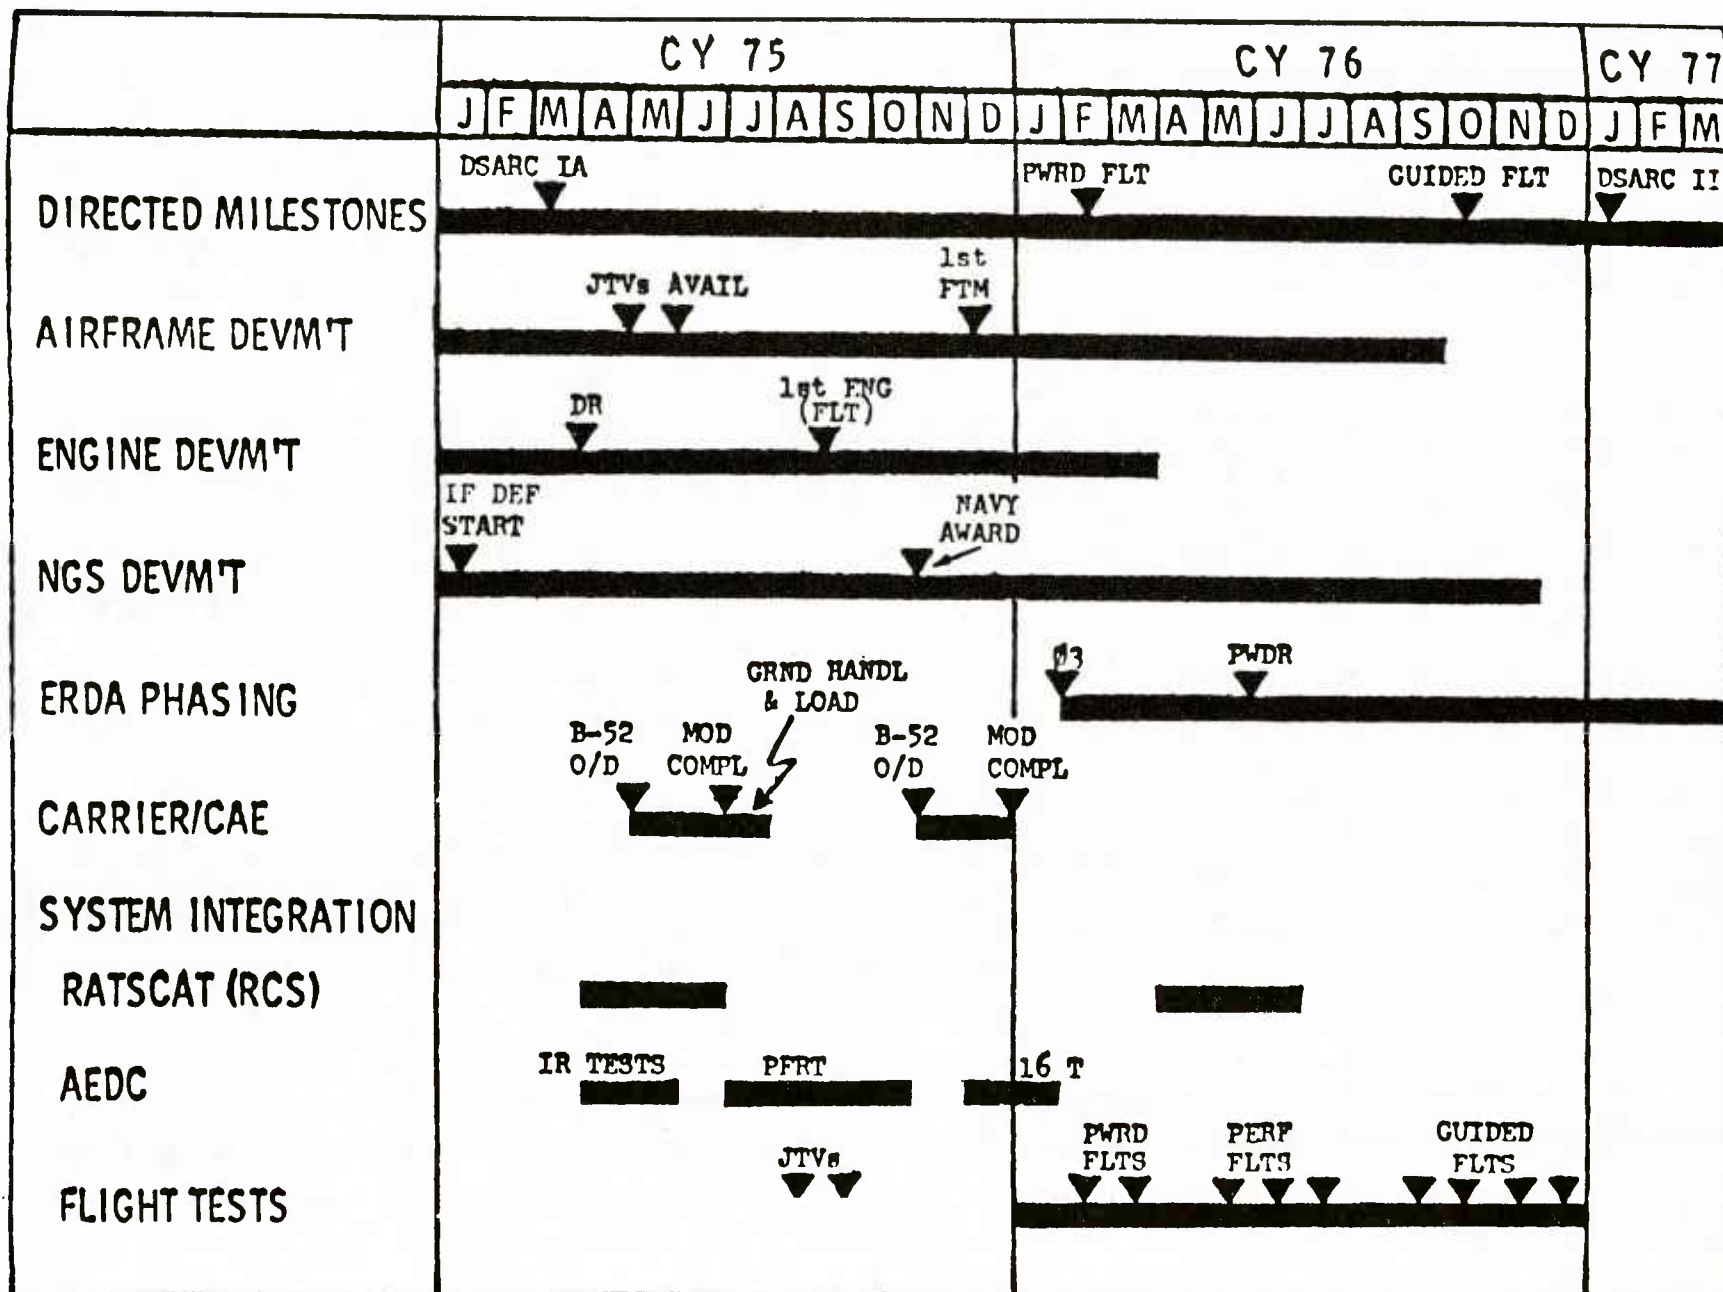 CY 75 CY 76 CY 77
J F M A M J J A S O N D J F M A M J J A S O N D J F M
DSARC IA PWRD FLT GUIDED FLT DSARC II
DIRECTED MILESTONES
1st
JTVs AVAIL FTM
AIRFRAME DEVM'T
1st ENG
DR (FLT)
ENGINE DEVM'T
IF DEF NAVY
START AWARD
NGS DEVM'T
Ø3 PWDR
GRND HANDL
& LOAD
ERDA PHASING
B-52 MOD B-52 MOD
O/D COMPL O/D COMPL
CARRIER/CAE
SYSTEM INTEGRATION
RATSCAT (RCS)
IR TESTS PFRT 16 T
AEDC
PWRD PERF GUIDED
FLTS FLTS FLTS
JTVs
FLIGHT TESTS